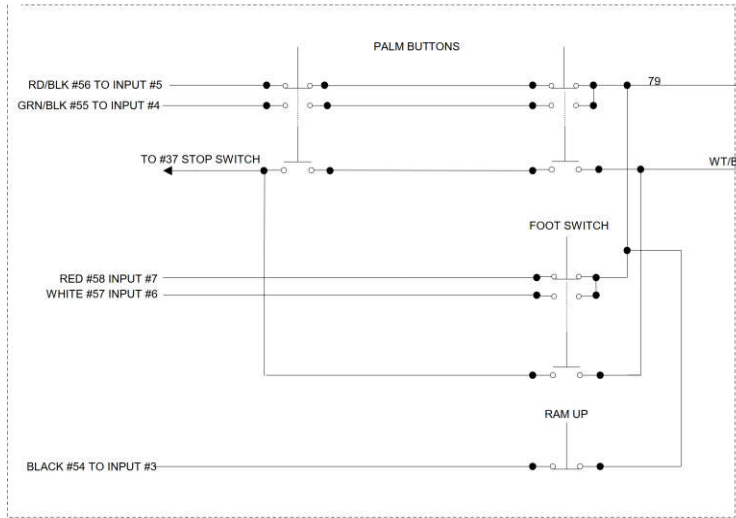 PALM BUTTONS
RD/BLK #56 TO INPUT #5
79
GRN/BLK #55 TO INPUT #4
TO #37 STOP SWITCH
WT/B
FOOT SWITCH
RED #58 INPUT #7
WHITE #57 INPUT #6
RAM UP
BLACK #54 TO INPUT #3